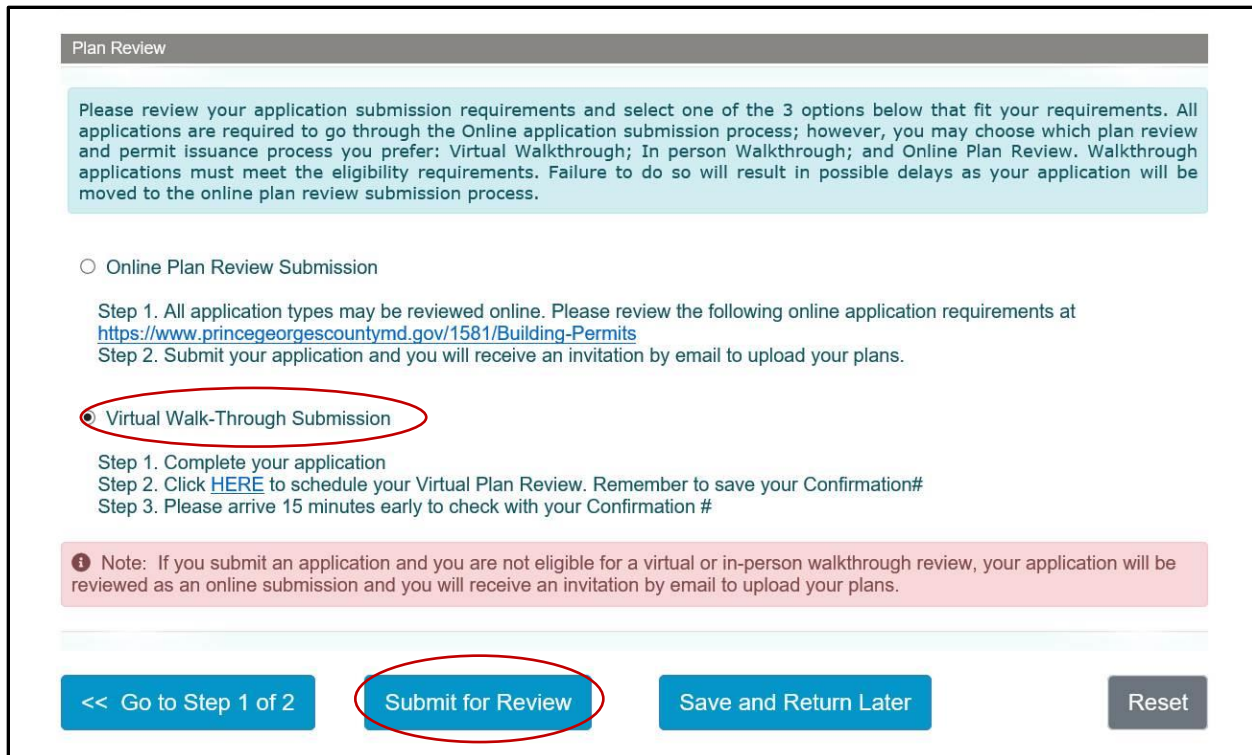 Plan Review
Please review your application submission requirements and select one of the 3 options below that fit your requirements. All
applications are required to go through the Online application submission process; however, you may choose which plan review
and permit issuance process you prefer: Virtual Walkthrough; In person Walkthrough; and Online Plan Review. Walkthrough
applications must meet the eligibility requirements. Failure to do so will result in possible delays as your application will be
moved to the online plan review submission process.
Online Plan Review Submission
Step 1. All application types may be reviewed online. Please review the following online application requirements at
https://www.princegeorgescountymd.gov/1581/Building-Permits
Step 2. Submit your application and you will receive an invitation by email to upload your plans.
Virtual Walk-Through Submission
Step 1. Complete your application
Step 2. Click HERE to schedule your Virtual Plan Review. Remember to save your Confirmation#
Step 3. Please arrive 15 minutes early to check with your Confirmation #
Note: If you submit an application and you are not eligible for a virtual or in-person walkthrough review, your application will be
reviewed as an online submission and you will receive an invitation by email to upload your plans.
<< Go to Step 1 of 2 Submit for Review Save and Return Later Reset